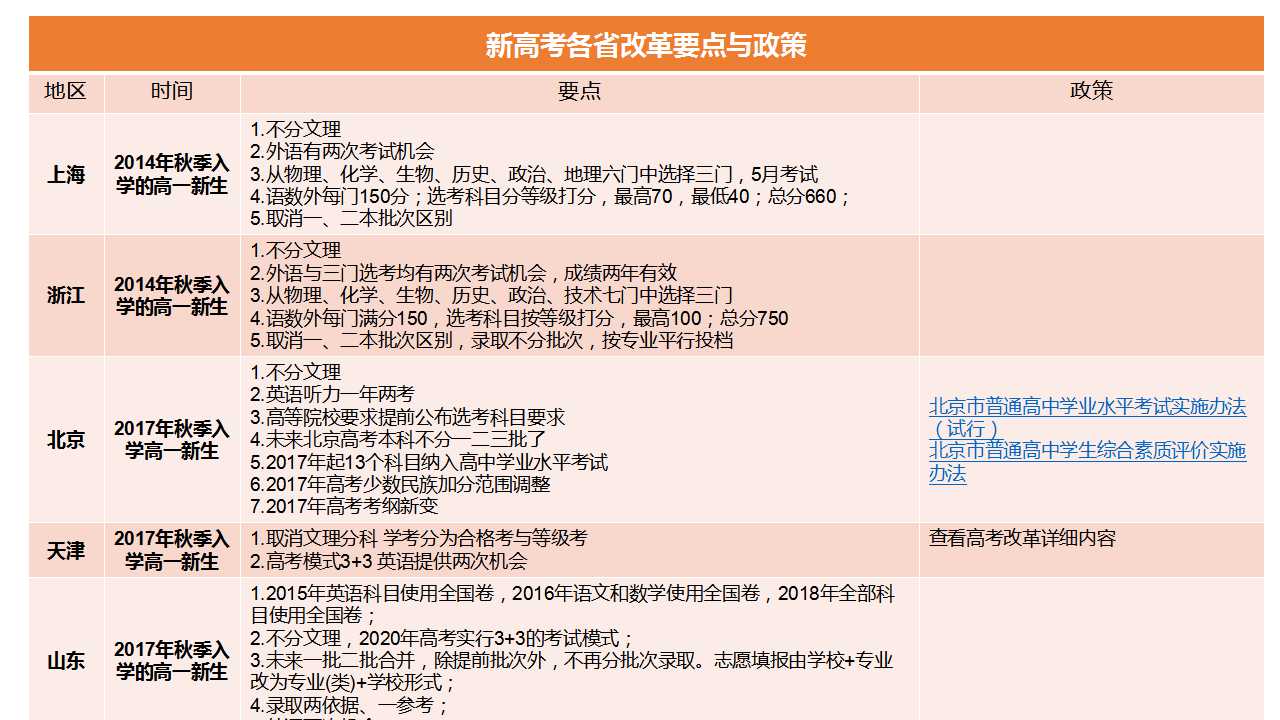 新高考各省改革要点与政策
地区 时间 要点 政策
上海
2014年秋季入
学的高一新生
1.不分文理
2.外语有两次考试机会
3.从物理、化学、生物、历史、政治、地理六门中选择三门，5月考试
4.语数外每门150分；选考科目分等级打分，最高70，最低40；总分660；
5.取消一、二本批次区别
浙江
2014年秋季入
学的高一新生
1.不分文理
2.外语与三门选考均有两次考试机会，成绩两年有效
3.从物理、化学、生物、历史、政治、技术七门中选择三门
4.语数外每门满分150，选考科目按等级打分，最高100；总分750
5.取消一、二本批次区别，录取不分批次，按专业平行投档
北京
2017年秋季入
学高一新生
1.不分文理
2.英语听力一年两考
3.高等院校要求提前公布选考科目要求
4.未来北京高考本科不分一二三批了
5.2017年起13个科目纳入高中学业水平考试
6.2017年高考少数民族加分范围调整
7.2017年高考考纲新变
北京市普通高中学业水平考试实施办法
（试行）
北京市普通高中学生综合素质评价实施
办法
天津
2017年秋季入
学高一新生
1.取消文理分科 学考分为合格考与等级考
2.高考模式3+3 英语提供两次机会
查看高考改革详细内容
山东
2017年秋季入
学的高一新生
1.2015年英语科目使用全国卷，2016年语文和数学使用全国卷，2018年全部科
目使用全国卷；
2.不分文理，2020年高考实行3+3的考试模式；
3.未来一批二批合并，除提前批次外，不再分批次录取。志愿填报由学校+专业
改为专业(类)+学校形式；
4.录取两依据、一参考；